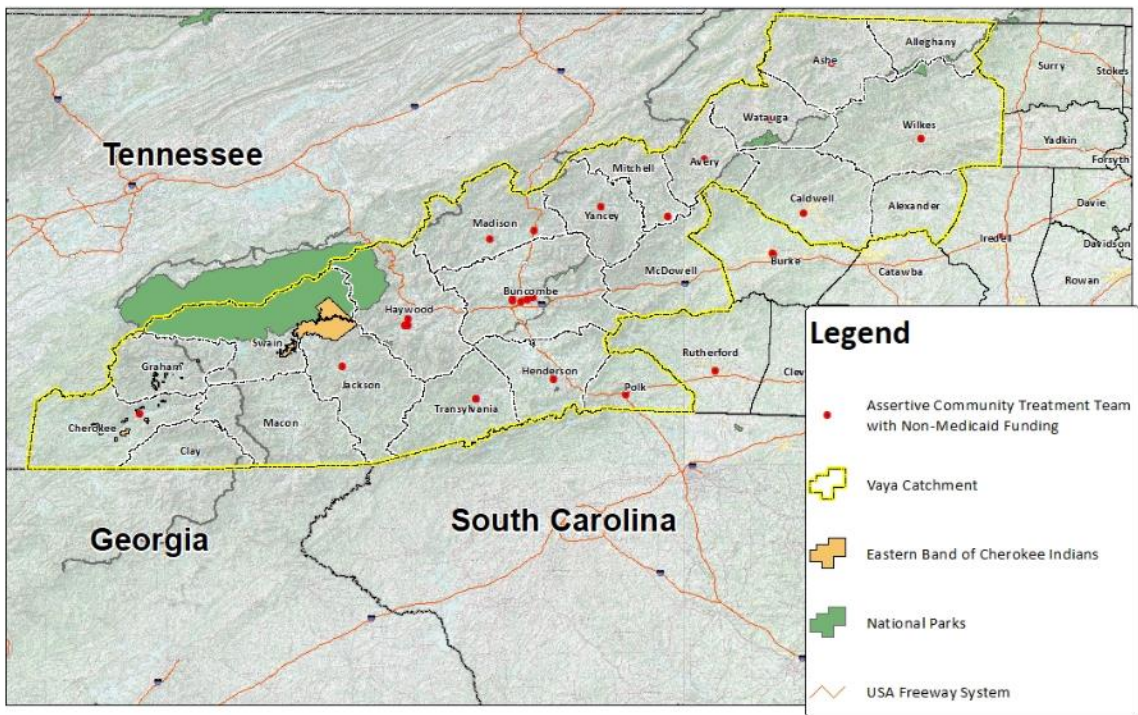 Alleghany
Ashe
Surry
Stokes
Watauga
Wilkes
Yadkin
Forsyth
Tennessee
Avery
Mitchell
Caldwell
Alexander
Davie
Yancey
Madison
Iredell
Davidson
Burke
McDowell
Catawba
Rowan
Buncombe
Haywood
Swain
Rutherford
Clev
Graham
Henderson
Jackson
Polk
Transylvania
Macon
Cherokee
Clay
Georgia
South Carolina
Legend
Assertive Community Treatment Team
with Non-Medicaid Funding
Vaya Catchment
Eastern Band of Cherokee Indians
National Parks
USA Freeway System